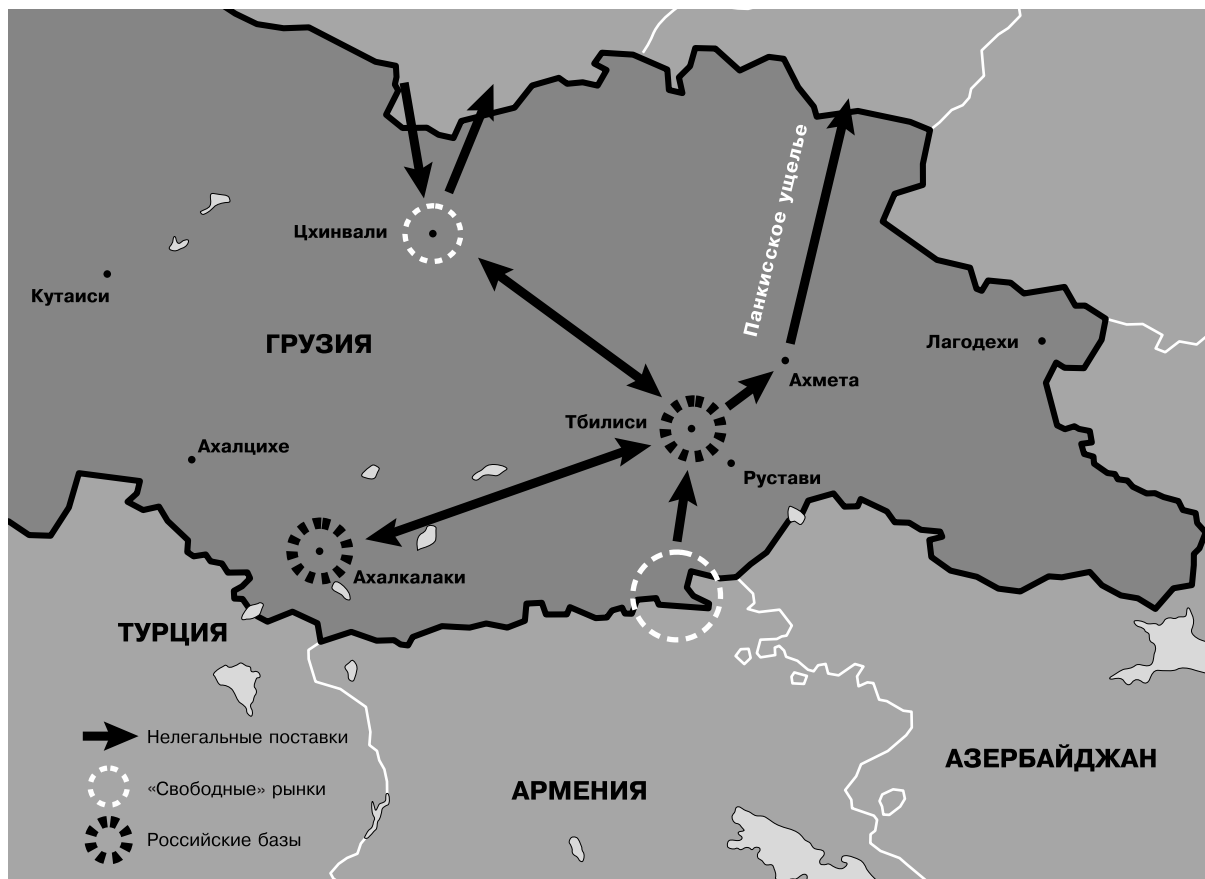 Панкисское ущелье
Цхинвали
Кутаиси
ГРУЗИЯ
Лагодехи
Ахмета
Тбилиси
Ахалцихе
Рустави
Ахалкалаки
ТУРЦИЯ
Нелегальные поставки
АЗЕРБАЙДЖАН
«Свободные» рынки
АРМЕНИЯ
Российские базы